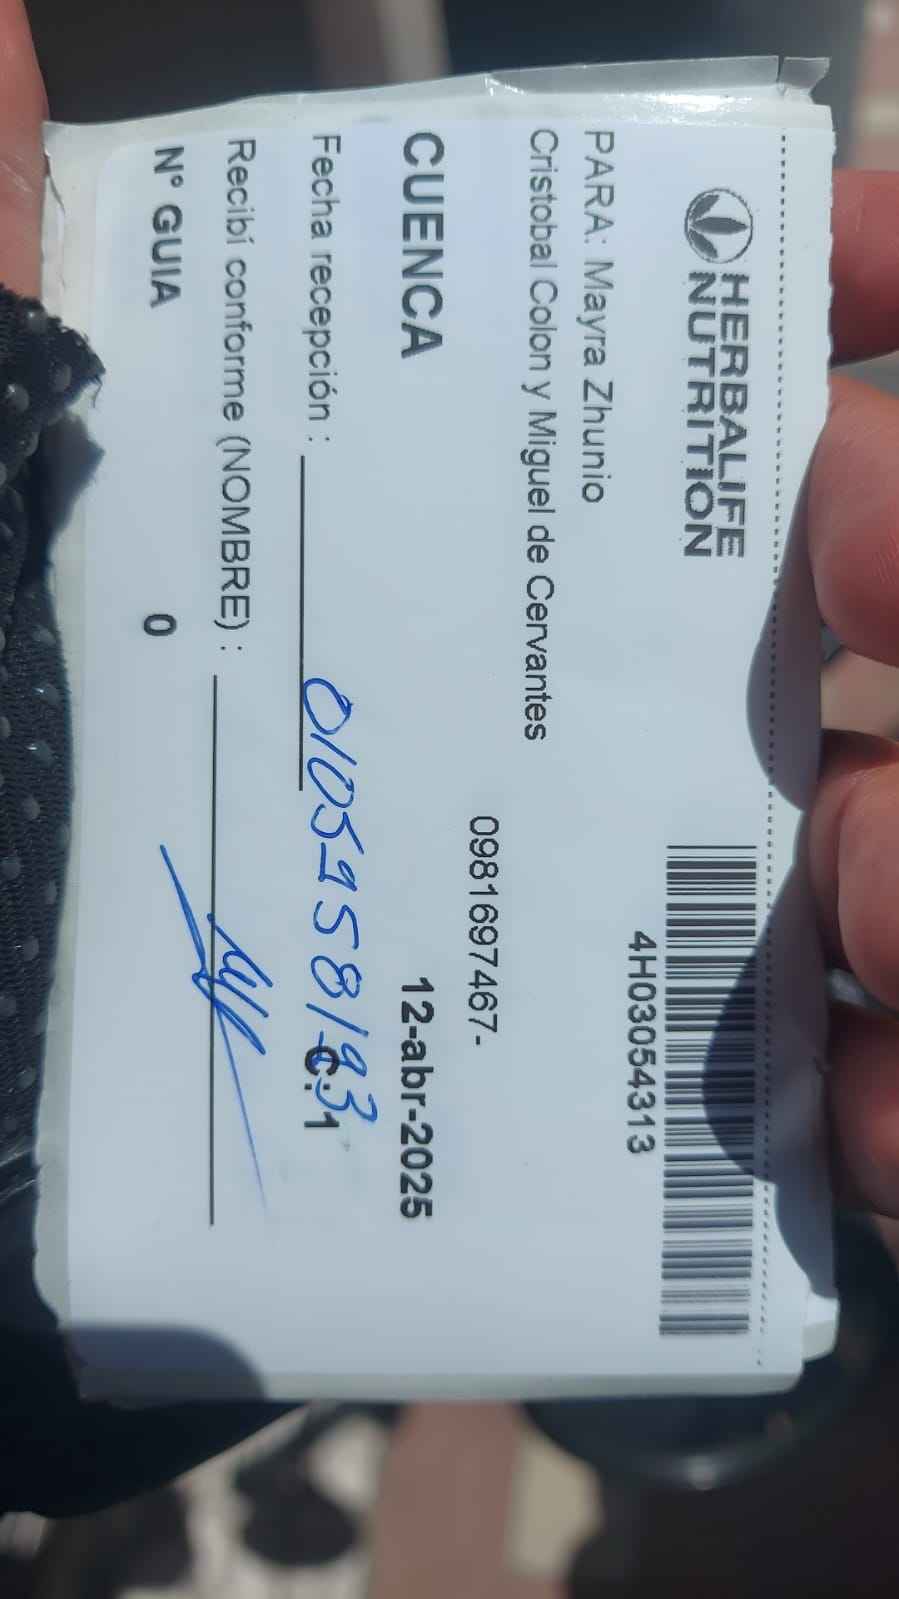 HERBALIFE
NUTRITION
4H03054313
PARA: Mayra Zhunio
Cristobal Colon y Miguel de Cervantes
0981697467-
CUENCA 12-abr-2025
Fecha recepción :
C. 1
Recibí conforme (NOMBRE) :
N° GUIA 0